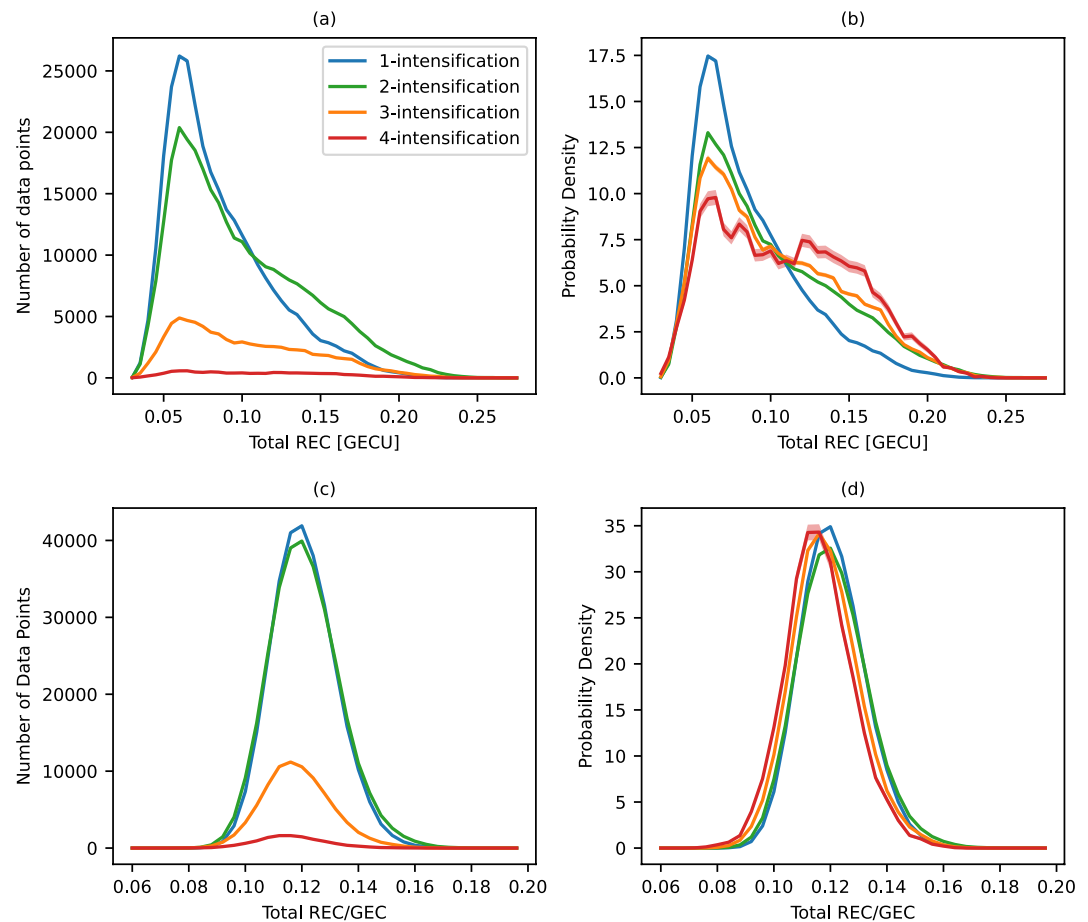 (a)
Number of data points
25000
20000
15000
10000
5000
0
1-intensification
2-intensification
3-intensification
4-intensification
0.05 0.10 0.15 0.20 0.25
Total REC [GECU]
(b)
Probability Density
17.5
15.0
12.5
10.0
7.5
5.0
2.5
0.0
0.05 0.10 0.15 0.20 0.25
Total REC [GECU]
(c)
Number of Data Points
40000
30000
20000
10000
0
0.06 0.08 0.10 0.12 0.14 0.16 0.18 0.20
Total REC/GEC
(d)
Probability Density
35
30
25
20
15
10
5
0
0.06 0.08 0.10 0.12 0.14 0.16 0.18 0.20
Total REC/GEC